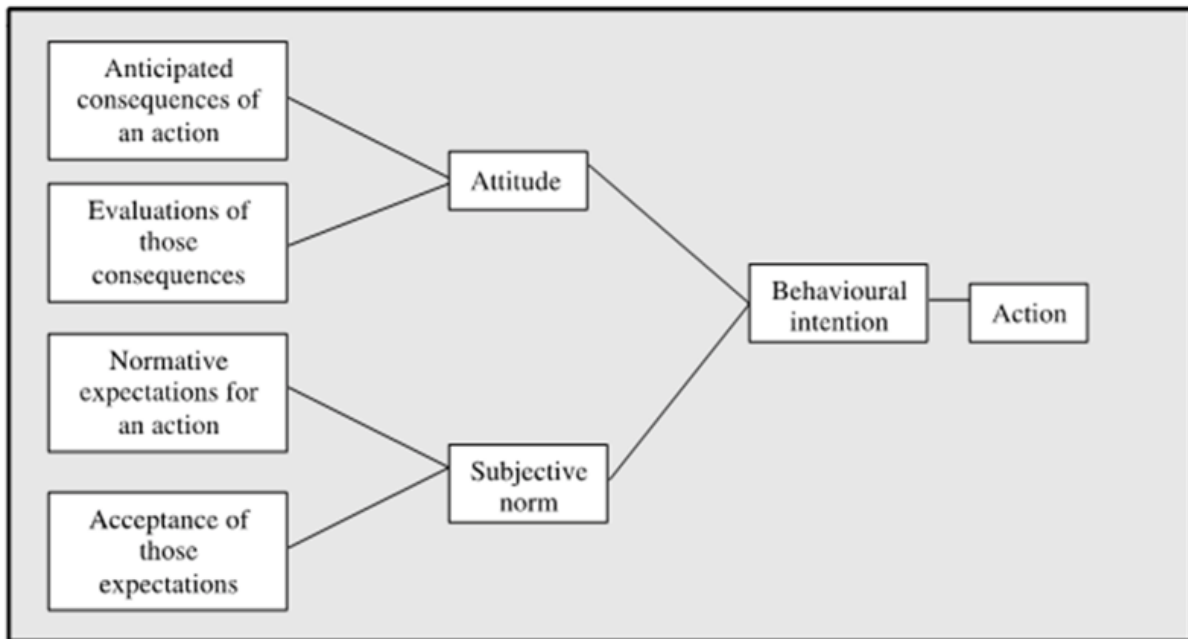 Anticipated
consequences of
an action
Evaluations of
those
consequences
Normative
expectations for
an action
Acceptance of
those
expectations
Attitude
Subjective
norm
Behavioural
intention
Action